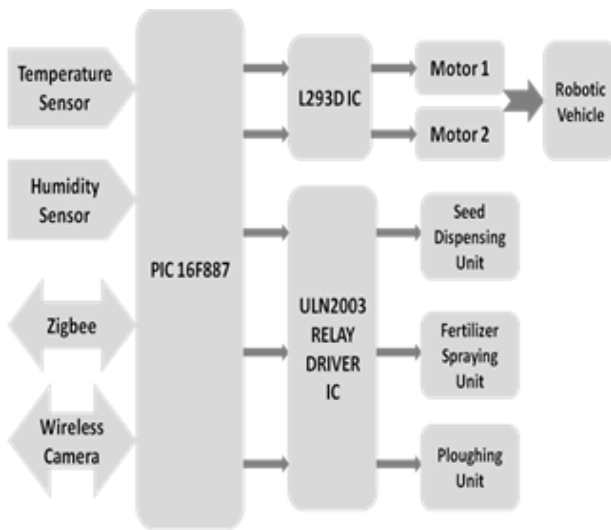 Temperature
Sensor
Humidity
Sensor
Zigbee
Wireless
Camera
PIC 16F887
L293D IC
Motor 1
Motor 2
Robotic
Vehicle
ULN2003
RELAY
DRIVER
IC
Seed
Dispensing
Unit
Fertilizer
Spraying
Unit
Ploughing
Unit